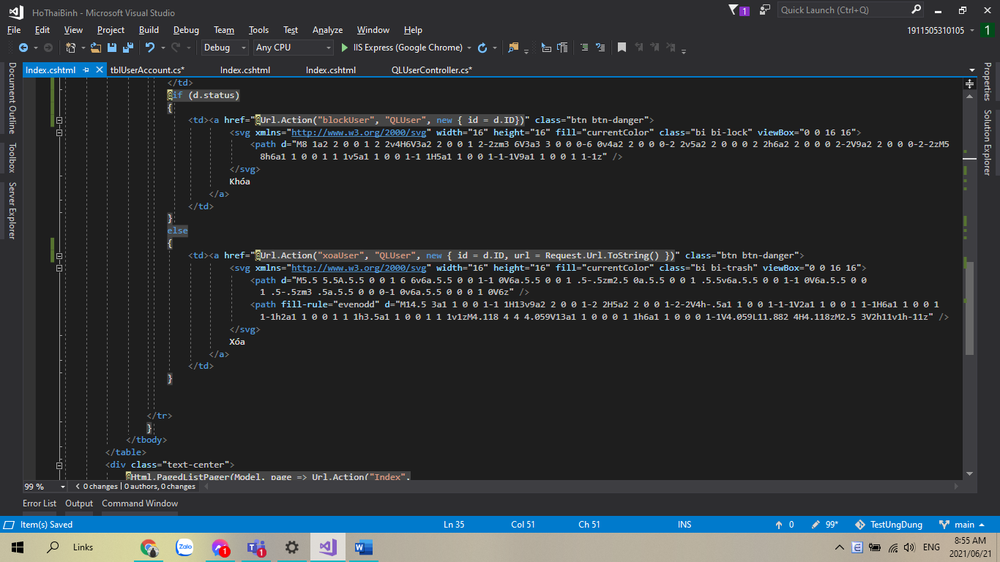 HoThaiBinh - Microsoft Visual Studio
1
Quick Launch (Ctrl+Q)
File Edit View Project Build Debug Team Tools Test Analyze Window Help
1911505310105
1
Debug Any CPU IIS Express (Google Chrome)
Index.cshtml tblUserAccount.cs* Index.cshtml Index.cshtml QLUserController.cs*
Document Outline
Toolbox
Server Explorer
Properties
Solution Explorer
</td>
@if (d.status)
{
<td><a href="@Url.Action("blockUser", "QLUser", new { id = d.ID})" class="btn btn-danger">
<svg xmlns="http://www.w3.org/2000/svg" width="16" height="16" fill="currentColor" class="bi bi-lock" viewBox="0 0 16 16">
<path d="M8 1a2 2 0 0 1 2 2v4H6V3a2 2 0 0 1 2-2zm3 6V3a3 3 0 0 0-6 0v4a2 2 0 0 0-2 2v5a2 2 0 0 0 2 2h6a2 2 0 0 0 2-2V9a2 2 0 0 0-2-2zM5
8h6a1 1 0 0 1 1 1v5a1 1 0 0 1-1 1H5a1 1 0 0 1-1-1V9a1 1 0 0 1 1-1z" />
</svg>
Khóa
</a>
</td>
}
else
{
<td><a href="@Url.Action("xoaUser", "QLUser", new { id = d.ID, url = Request.Url.ToString() })" class="btn btn-danger">
<svg xmlns="http://www.w3.org/2000/svg" width="16" height="16" fill="currentColor" class="bi bi-trash" viewBox="0 0 16 16">
<path d="M5.5 5.5A.5.5 0 0 1 6 6v6a.5.5 0 0 1-1 0V6a.5.5 0 0 1 .5-.5zm2.5 0a.5.5 0 0 1 .5.5v6a.5.5 0 0 1-1 0V6a.5.5 0 0
1 .5-.5zm3 .5a.5.5 0 0 0-1 0v6a.5.5 0 0 0 1 0V6z" />
<path fill-rule="evenodd" d="M14.5 3a1 1 0 0 1-1 1H13v9a2 2 0 0 1-2 2H5a2 2 0 0 1-2-2V4h-.5a1 1 0 0 1-1-1V2a1 1 0 0 1 1-1H6a1 1 0 0 1
1-1h2a1 1 0 0 1 1 1h3.5a1 1 0 0 1 1 1v1zM4.118 4 4 4.059V13a1 1 0 0 0 1 1h6a1 1 0 0 0 1-1V4.059L11.882 4H4.118zM2.5 3V2h11v1h-11z" />
</svg>
Xóa
</a>
</td>
}
</tr>
}
</tbody>
</table>
<div class="text-center">
@Html.PagedListPager(Model, page => Url.Action("Index",
99 % 0 changes | 0 authors, 0 changes
Error List Output Command Window
Item(s) Saved Ln 35 Col 51 Ch 51 INS 0 99* TestUngDung main
Links Zalo 1 1 ENG 8:55 AM
2021/06/21